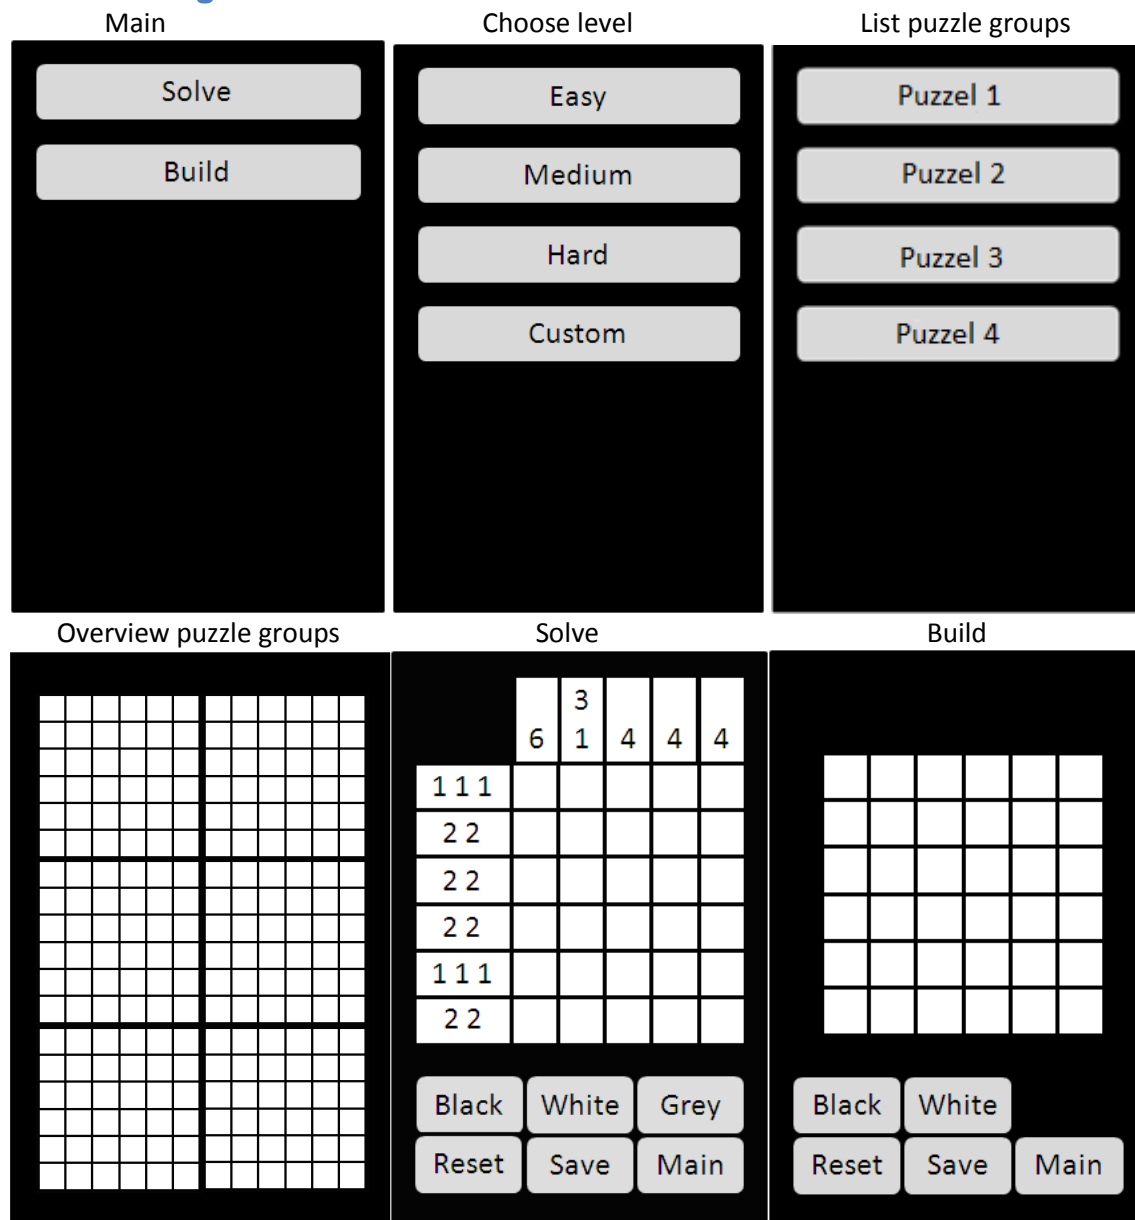 Main
Choose level
List puzzle groups
Solve
Build
Easy
Medium
Hard
Custom
Puzzel 1
Puzzel 2
Puzzel 3
Puzzel 4
Overview puzzle groups
Solve
Build
3
6 1 4 4 4
1 1 1
2 2
2 2
2 2
1 1 1
2 2
Black White Grey
Reset Save Main
Black White
Reset Save Main